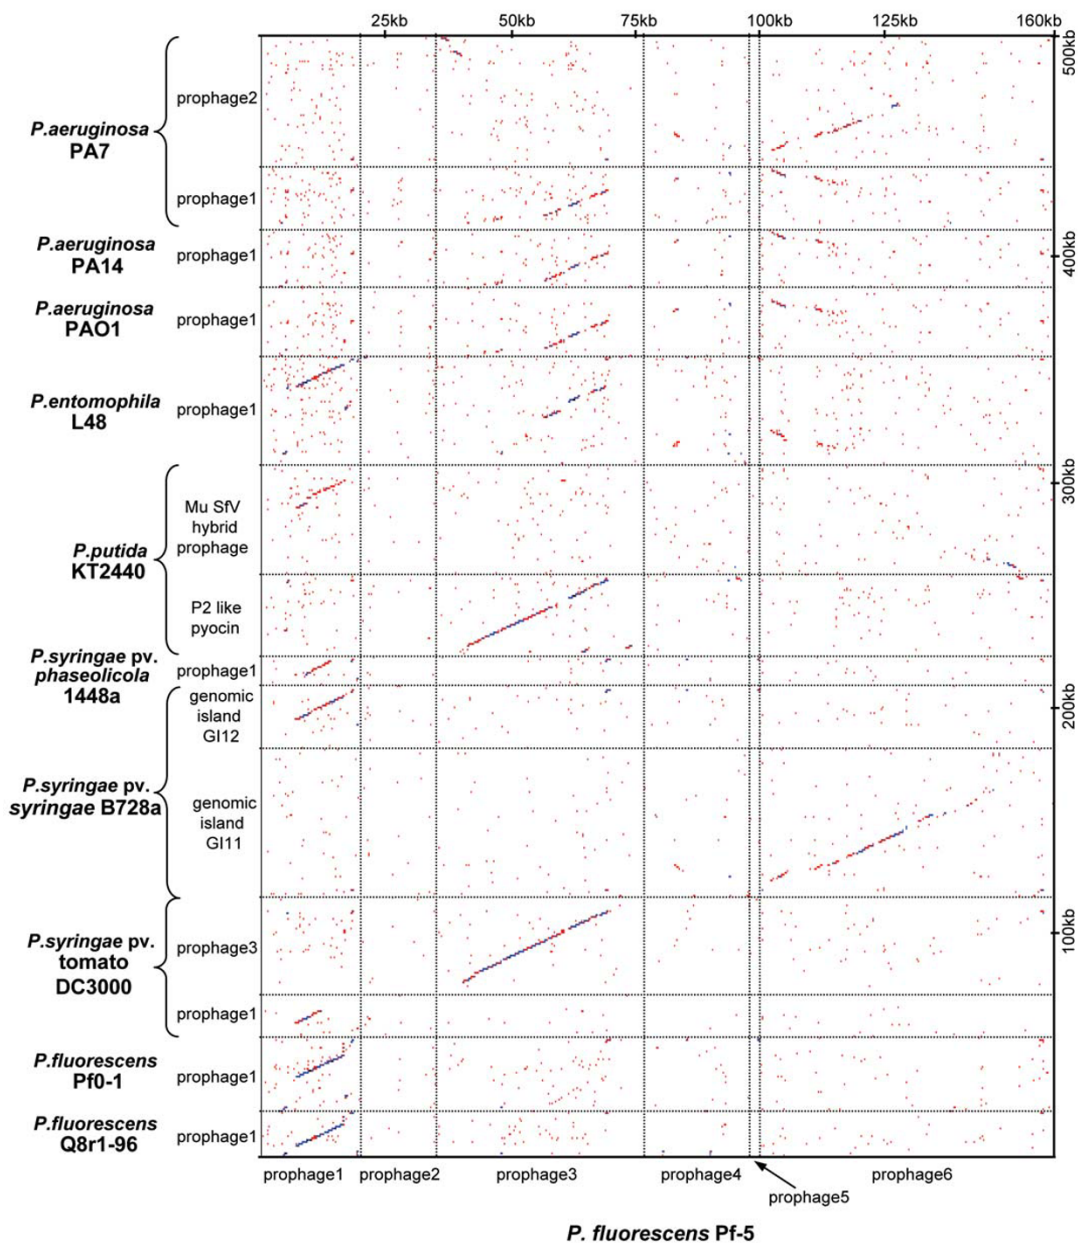 25kb 50kb 75kb 100kb 125kb 160kb
500kb
prophage2
P.aeruginosa
PA7
prophage1
P.aeruginosa
PA14
prophage1
400kb
P.aeruginosa
PAO1
prophage1
P.entomophila
L48
prophage1
300kb
Mu SfV
hybrid
prophage
P.putida
KT2440
P2 like
pyocin
P.syringae pv.
phaseolicola
1448a
prophage1
genomic
island
GI12
200kb
P.syringae pv.
syringae B728a
genomic
island
GI11
100kb
P.syringae pv.
tomato
DC3000
prophage3
prophage1
P.fluorescens
Pf0-1
prophage1
P.fluorescens
Q8r1-96
prophage1
prophage1 prophage2 prophage3 prophage4 prophage6
prophage5
P. fluorescens Pf-5